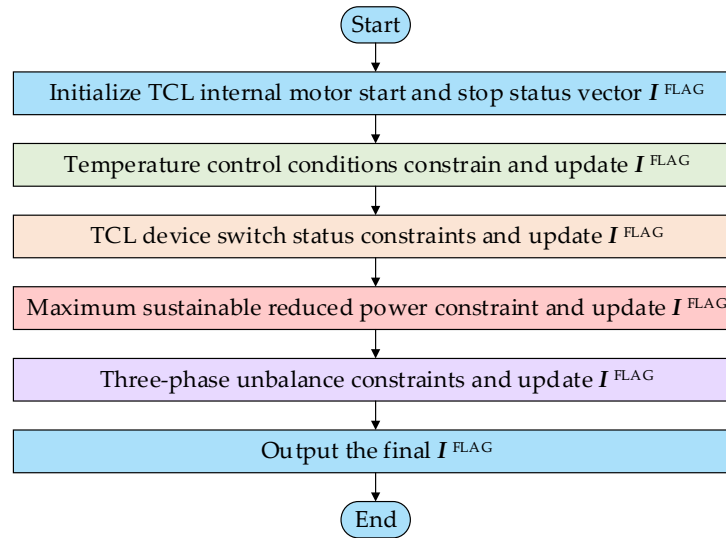 Start
Initialize TCL internal motor start and stop status vector I FLAG
Temperature control conditions constrain and update I FLAG
TCL device switch status constraints and update I FLAG
Maximum sustainable reduced power constraint and update I FLAG
Three-phase unbalance constraints and update I FLAG
Output the final I FLAG
End